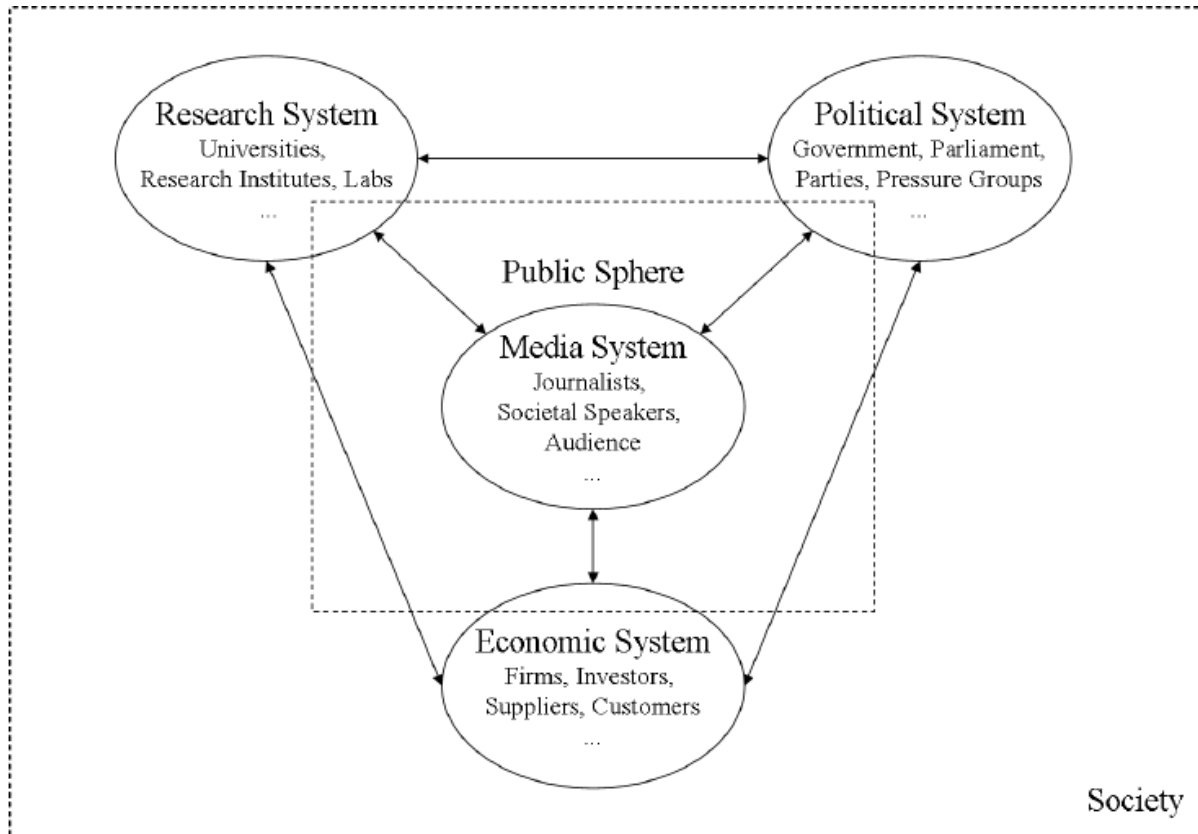 Research System
Universities,
Research Institutes, Labs
...
Political System
Government, Parliament,
Parties, Pressure Groups
...
Public Sphere
Media System
Journalists,
Societal Speakers,
Audience
...
Economic System
Firms, Investors,
Suppliers, Customers
...
Society